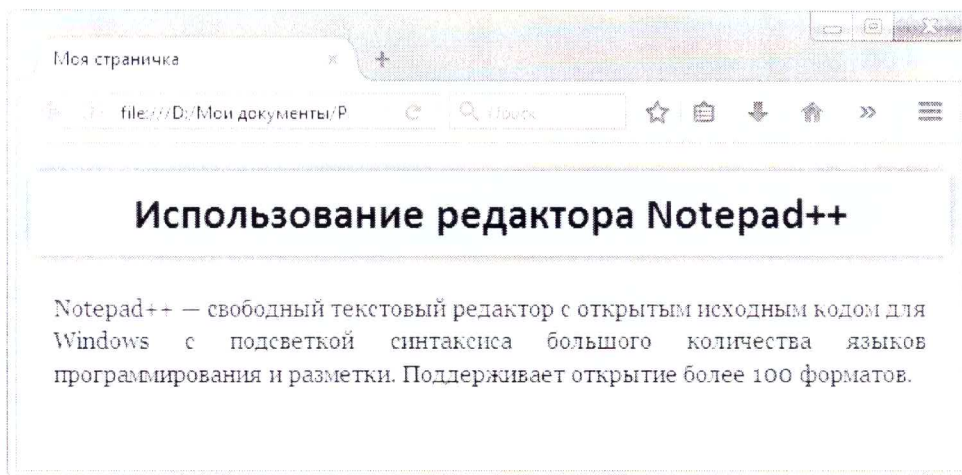 Моя страничка
file:///D:/Мои документы/P
Поиск
Использование редактора Notepad++
Notepad++ — свободный текстовый редактор с открытым исходным кодом для
Windows с подсветкой синтаксиса большого количества языков
программирования и разметки. Поддерживает открытие более 100 форматов.